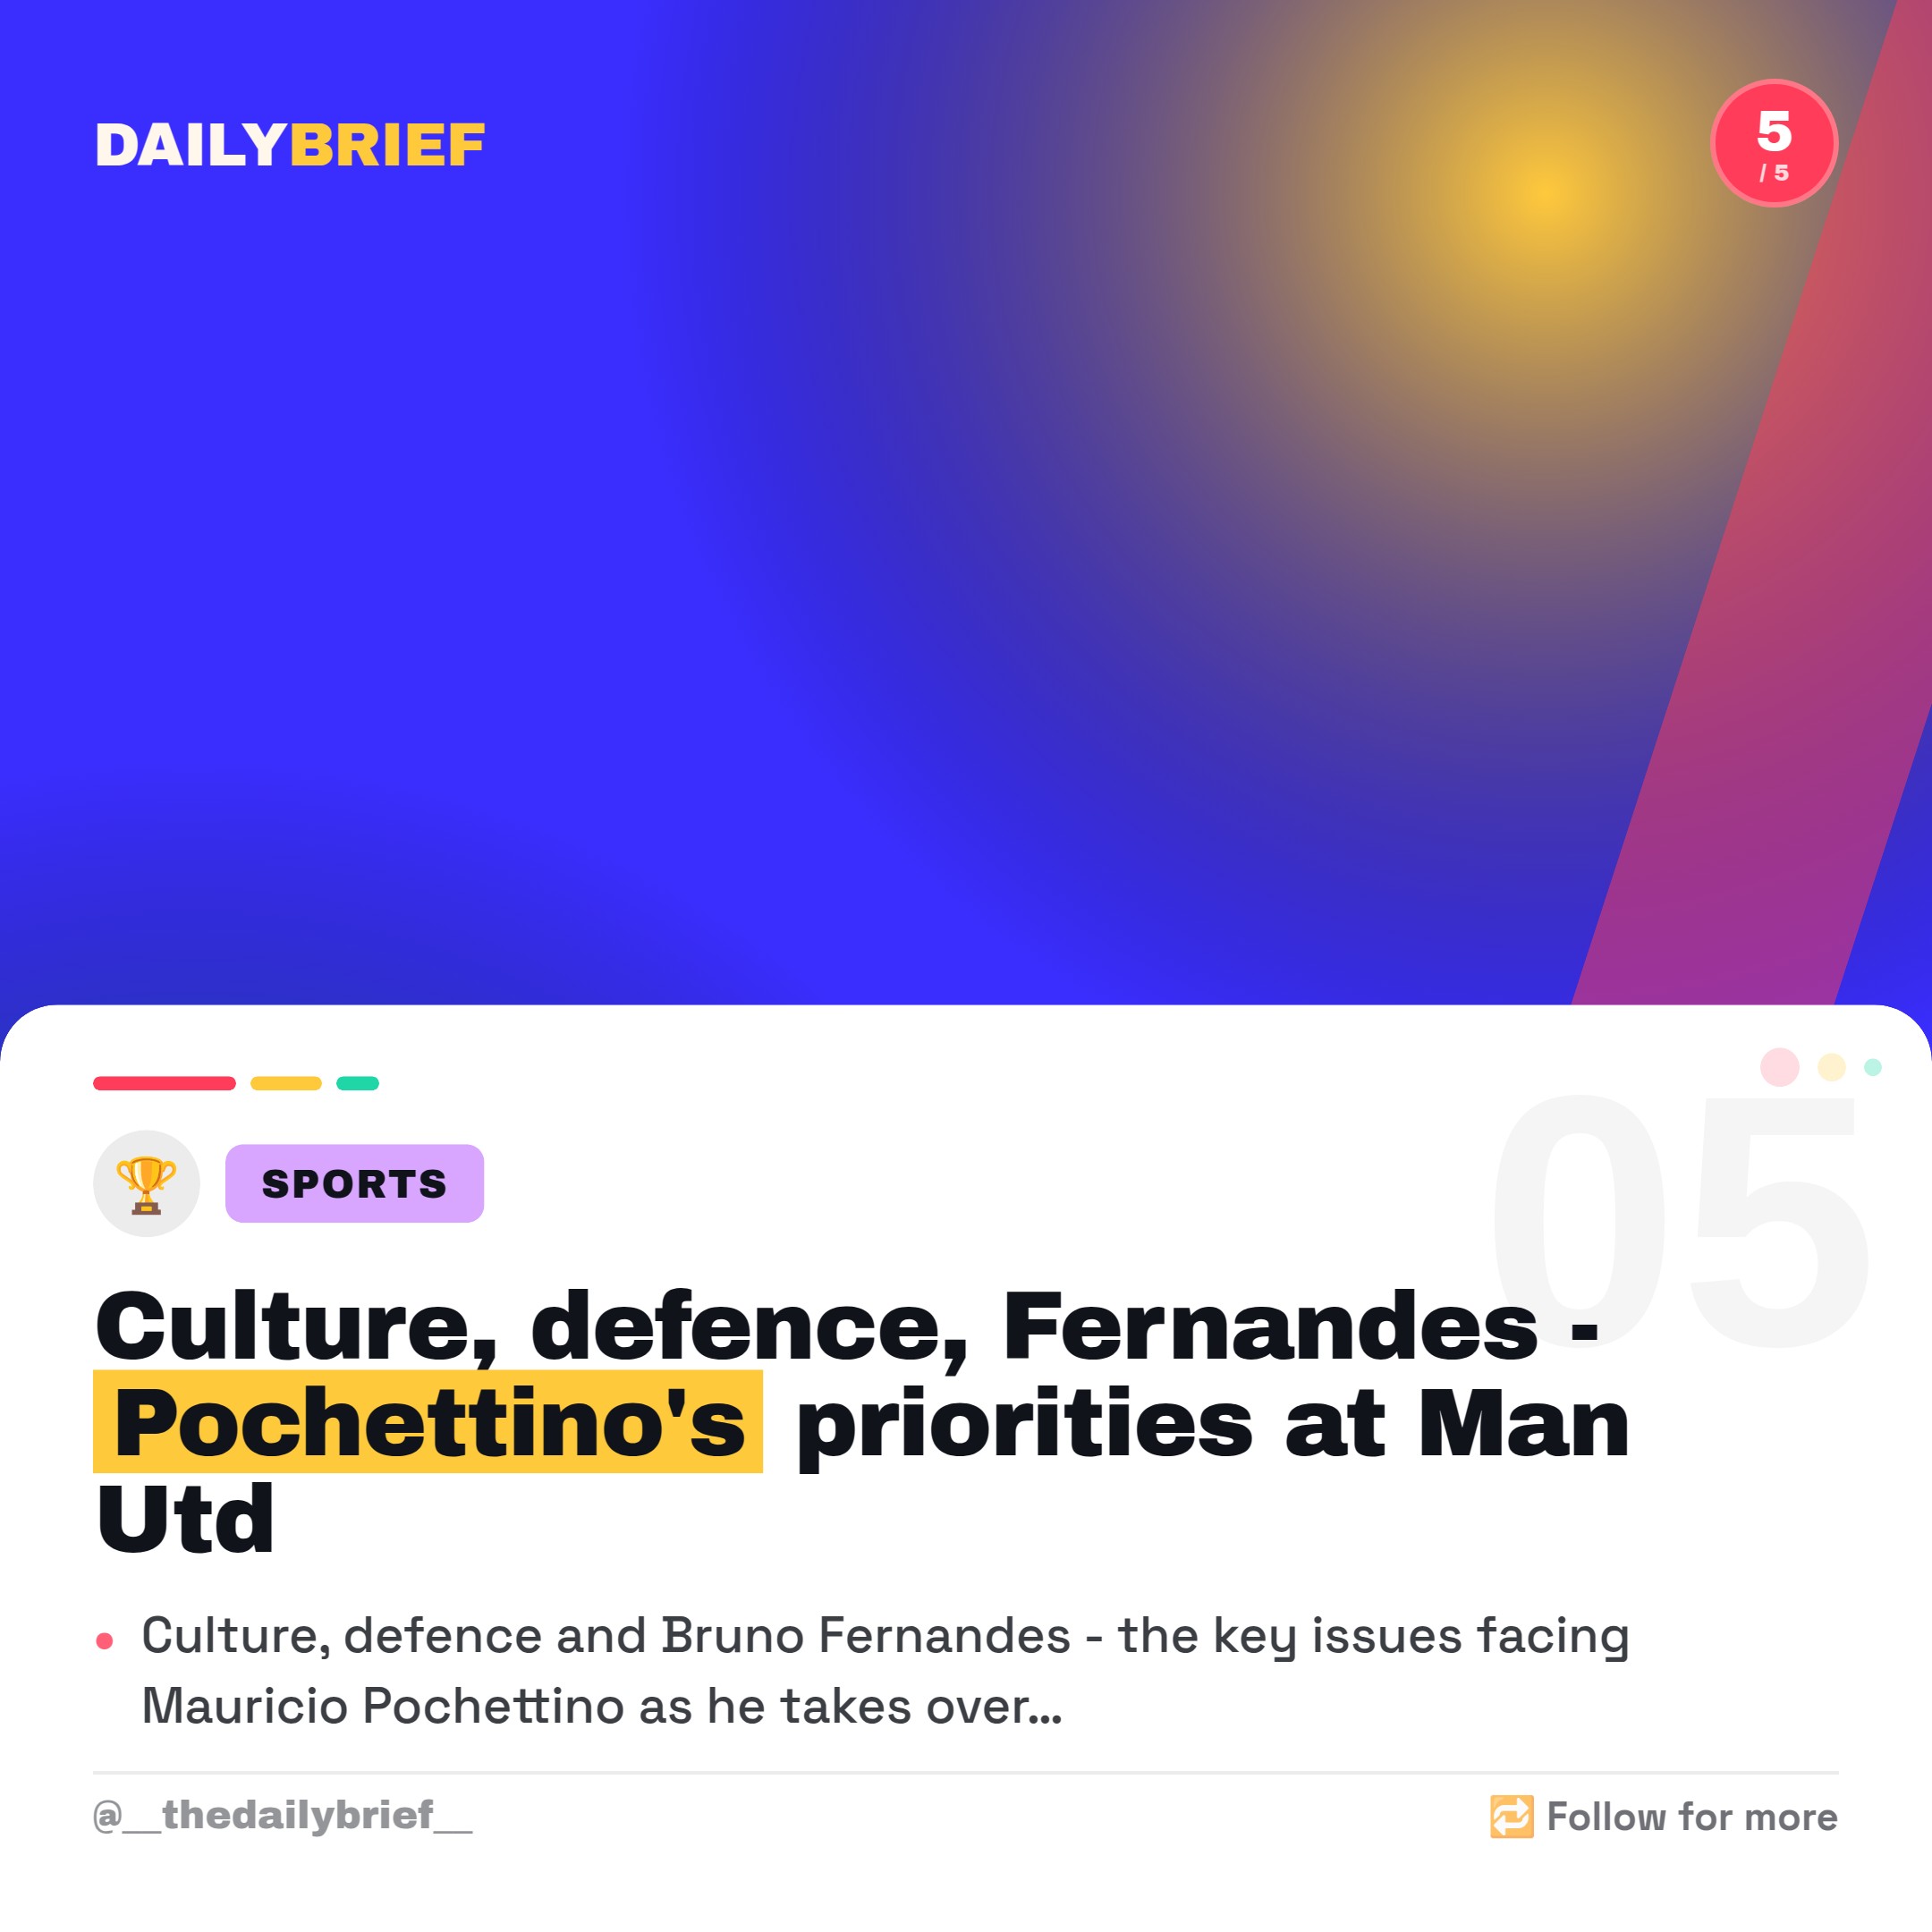 DAILYBRIEF
5
/ 5
05
🏆 SPORTS
Culture, defence, Fernandes -
Pochettino's priorities at Man
Utd
• Culture, defence and Bruno Fernandes - the key issues facing
Mauricio Pochettino as he takes over...
@__thedailybrief__
🔁 Follow for more